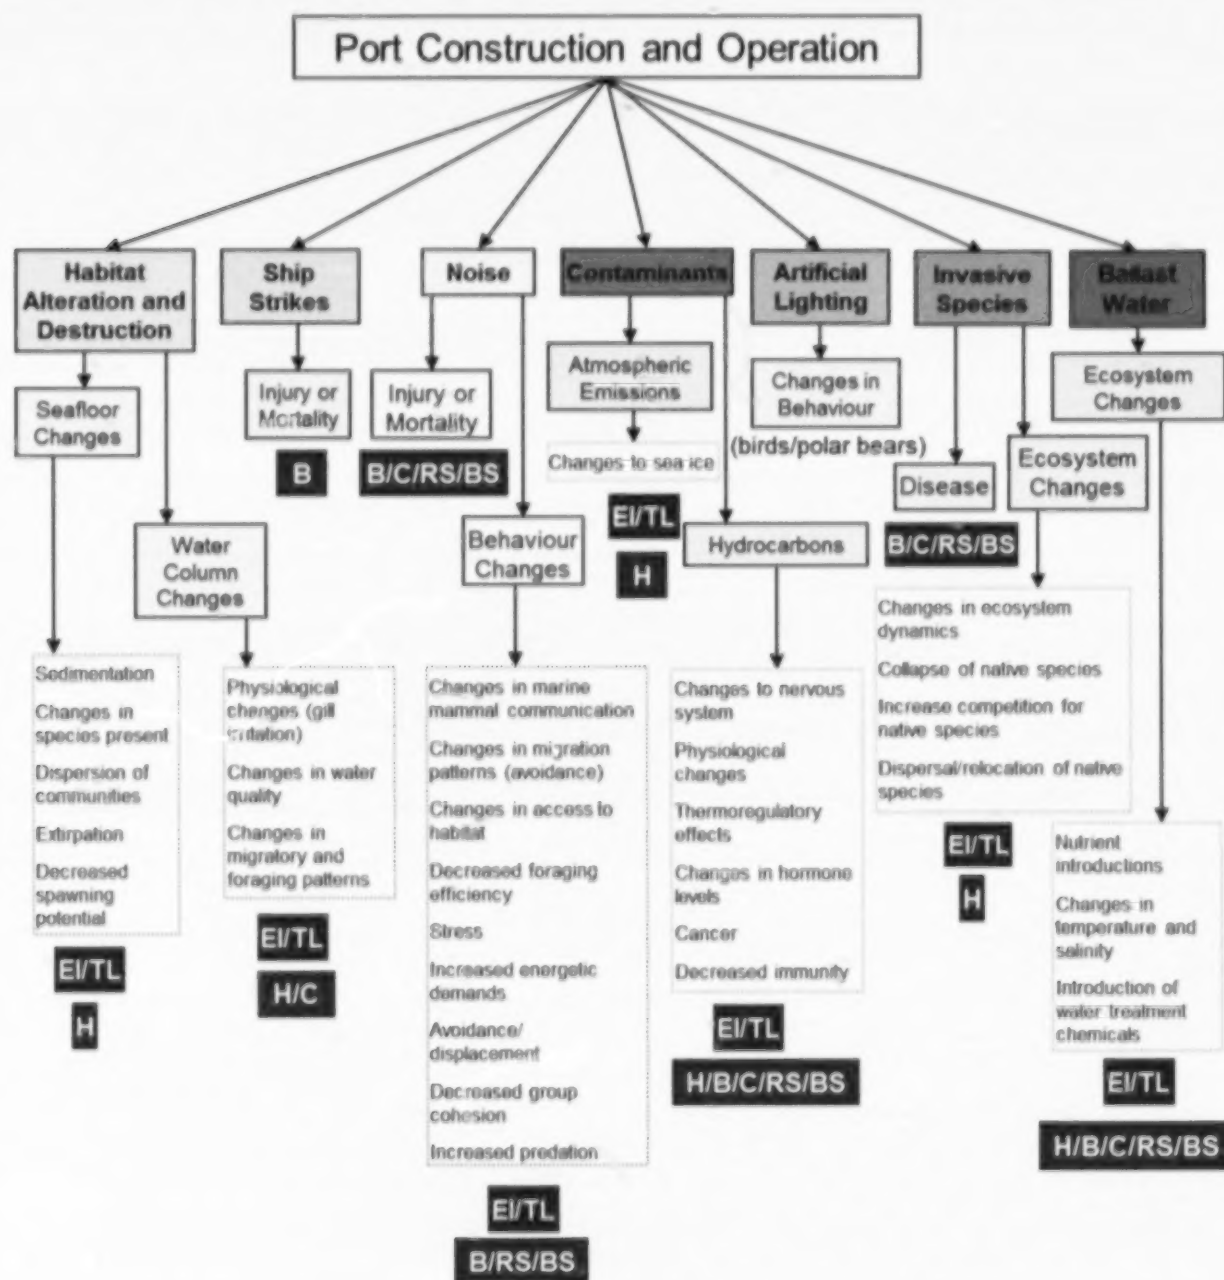 Port Construction and Operation
Habitat
Alteration and
Destruction
Ship
Strikes
Noise
Contaminants
Artificial
Lighting
Invasive
Species
Ballast
Water
Seafloor
Changes
Injury or
Mortality
B
Injury or
Mortality
B/C/RS/BS
Atmospheric
Emissions
Changes to sea ice
EI/TL
H
Changes in
Behaviour
(birds/polar bears)
Disease
B/C/RS/BS
Ecosystem
Changes
Ecosystem
Changes
Water
Column
Changes
Behaviour
Changes
Hydrocarbons
Sedimentation
Changes in
species present
Dispersion of
communities
Extirpation
Decreased
spawning
potential
EI/TL
H
Physiological
changes (gill
irritation)
Changes in water
quality
Changes in
migratory and
foraging patterns
EI/TL
H/C
Changes in marine
mammal communication
Changes in migration
patterns (avoidance)
Changes in access to
habitat
Decreased foraging
efficiency
Stress
Increased energetic
demands
Avoidance/
displacement
Decreased group
cohesion
Increased predation
EI/TL
B/RS/BS
Changes to nervous
system
Physiological
changes
Thermoregulatory
effects
Changes in hormone
levels
Cancer
Decreased immunity
EI/TL
H/B/C/RS/BS
Changes in ecosystem
dynamics
Collapse of native species
Increase competition for
native species
Dispersal/relocation of native
species
EI/TL
H
Nutrient
introductions
Changes in
temperature and
salinity
Introduction of
water treatment
chemicals
EI/TL
H/B/C/RS/BS